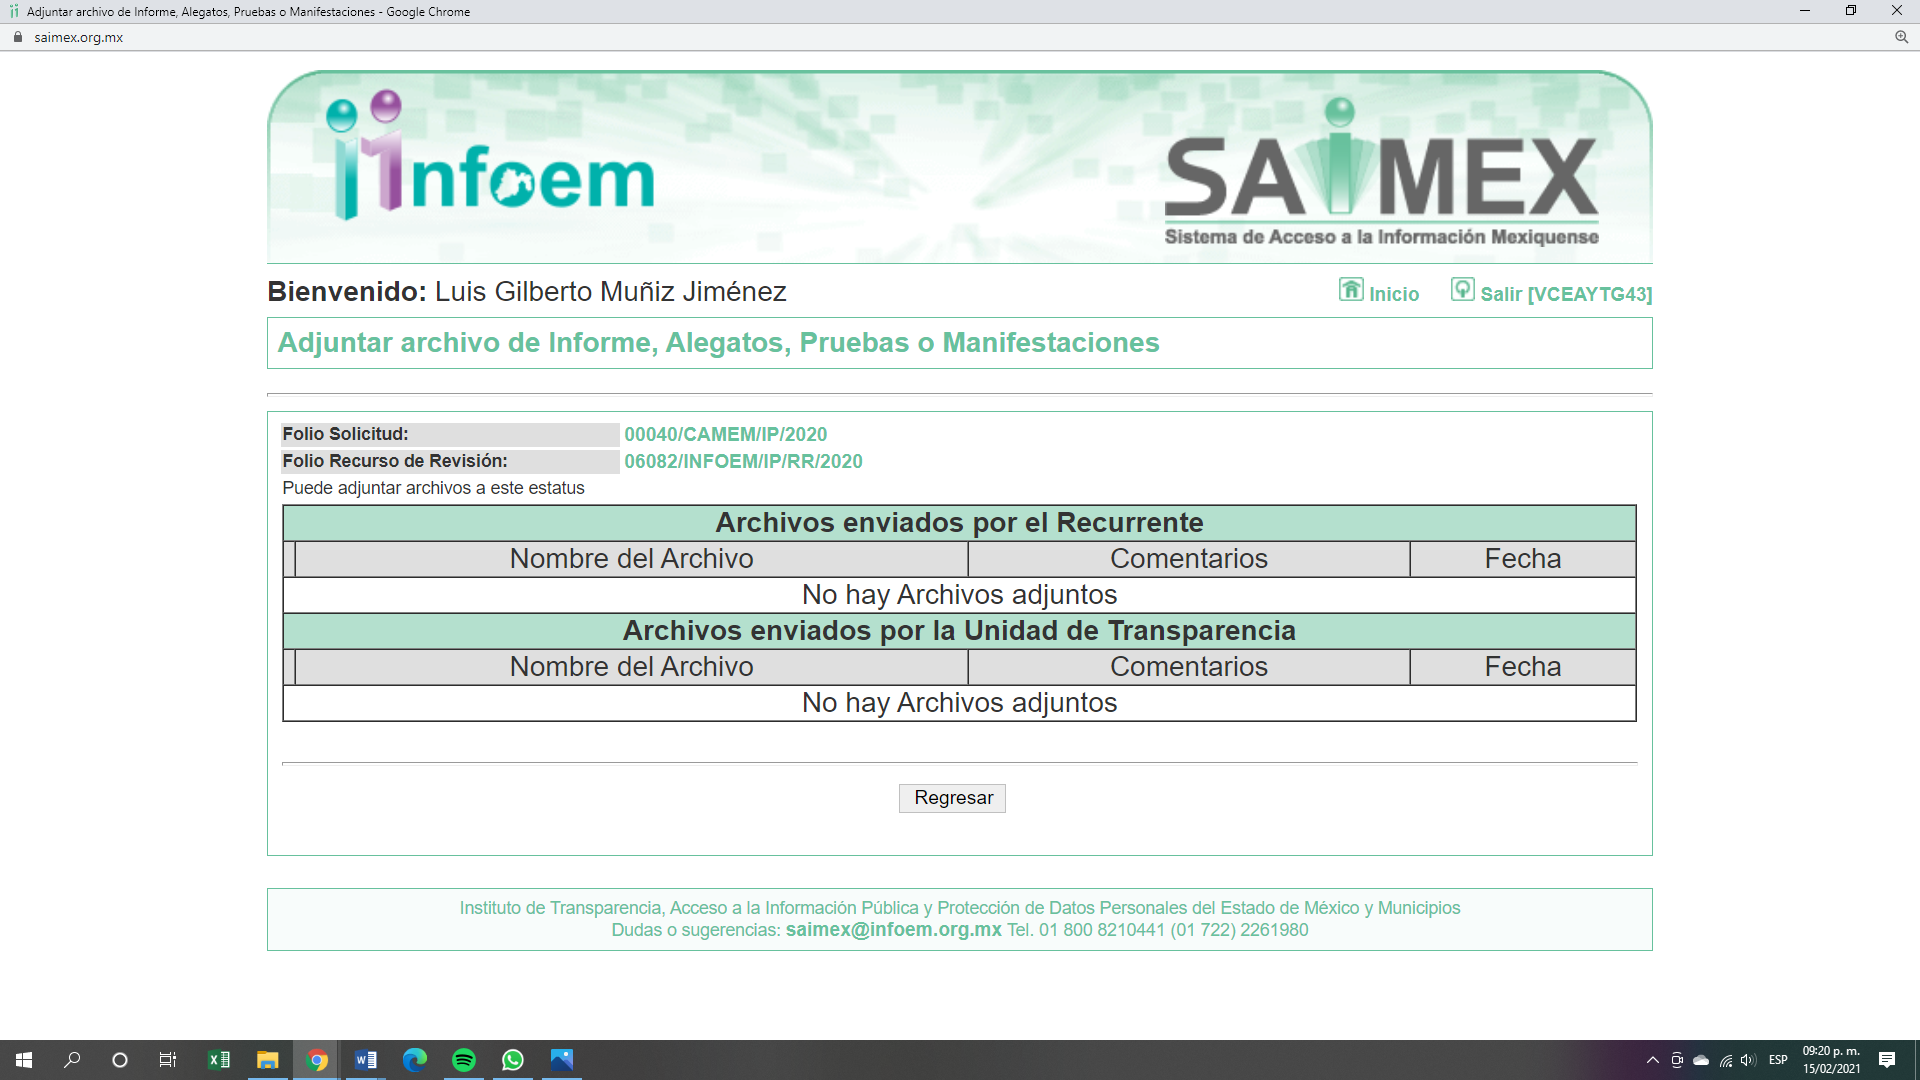 Adjuntar archivo de Informe, Alegatos, Pruebas o Manifestaciones - Google Chrome
saimex.org.mx
infoem
SAiMEX
Sistema de Acceso a la Información Mexiquense
Bienvenido: Luis Gilberto Muñiz Jiménez
Inicio
Salir [VCEAYTG43]
Adjuntar archivo de Informe, Alegatos, Pruebas o Manifestaciones
Folio Solicitud: 00040/CAMEM/IP/2020
Folio Recurso de Revisión: 06082/INFOEM/IP/RR/2020
Puede adjuntar archivos a este estatus
Archivos enviados por el Recurrente
Nombre del Archivo Comentarios Fecha
No hay Archivos adjuntos
Archivos enviados por la Unidad de Transparencia
Nombre del Archivo Comentarios Fecha
No hay Archivos adjuntos
Regresar
Instituto de Transparencia, Acceso a la Información Pública y Protección de Datos Personales del Estado de México y Municipios
Dudas o sugerencias: saimex@infoem.org.mx Tel. 01 800 8210441 (01 722) 2261980
ESP
09:20 p. m.
15/02/2021